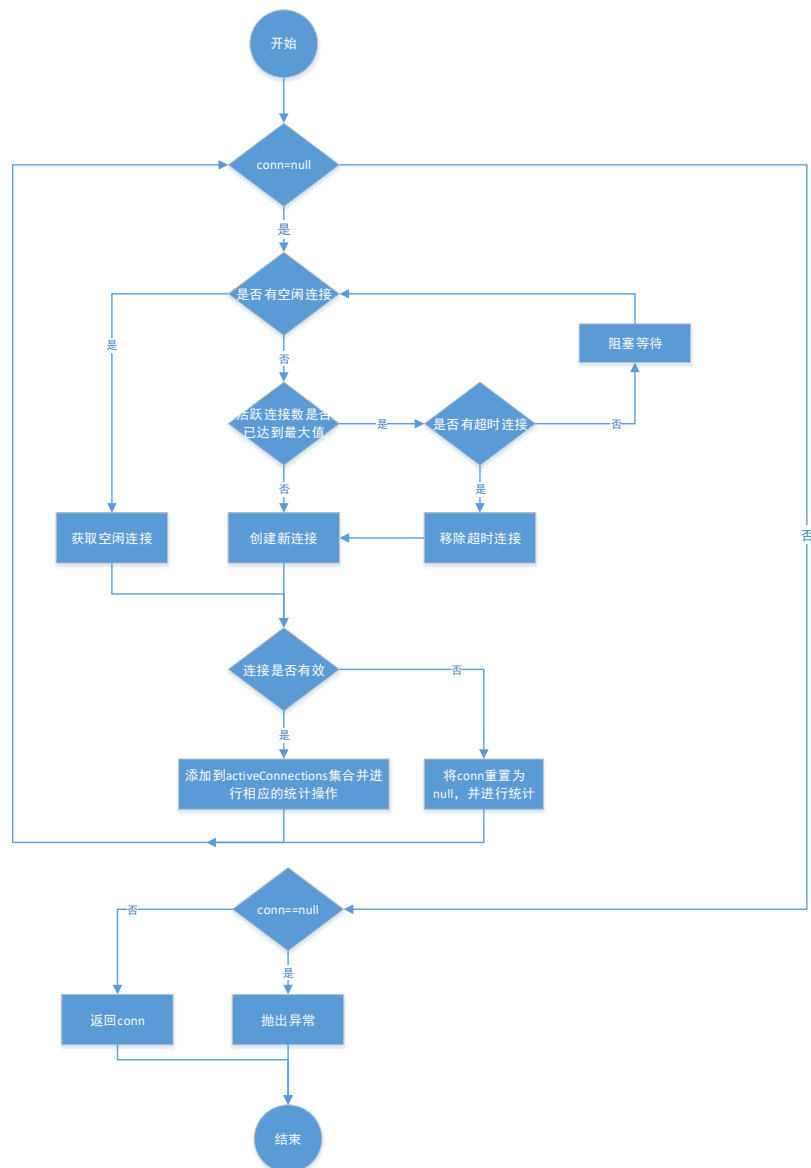 开始
conn=null
是
是否有空闲连接
是
阻塞等待
否
活跃连接数是否
已达到最大值
是
是否有超时连接
否
否
是
获取空闲连接
创建新连接
移除超时连接
否
连接是否有效
否
是
添加到activeConnections集合并进
行相应的统计操作
将conn重置为
null，并进行统计
conn==null
否
是
返回conn
抛出异常
结束